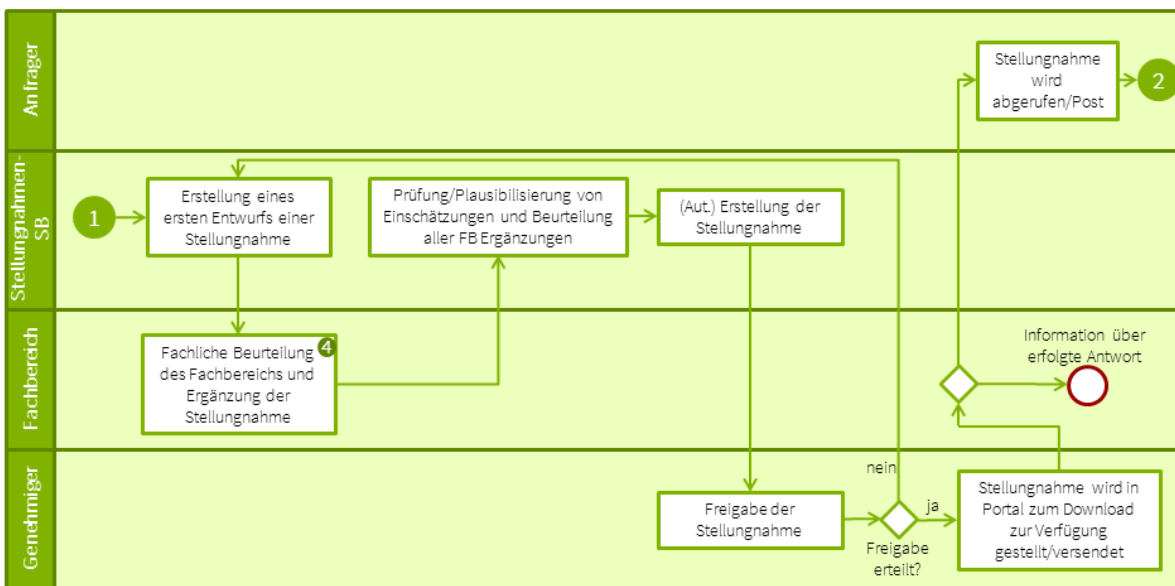 Anfrager
Stellungnahme
wird
abgerufen/Post
2
Stellungnahmen-
SB
1
Erstellung eines
ersten Entwurfs einer
Stellungnahme
Prüfung/Plausibilisierung von
Einschätzungen und Beurteilung
aller FB Ergänzungen
(Aut.) Erstellung der
Stellungnahme
Fachbereich
Fachliche Beurteilung
des Fachbereichs und
Ergänzung der
Stellungnahme
4
Information über
erfolgte Antwort
Genehmiger
Freigabe der
Stellungnahme
nein
ja
Freigabe
erteilt?
Stellungnahme wird in
Portal zum Download
zur Verfügung
gestellt/versendet